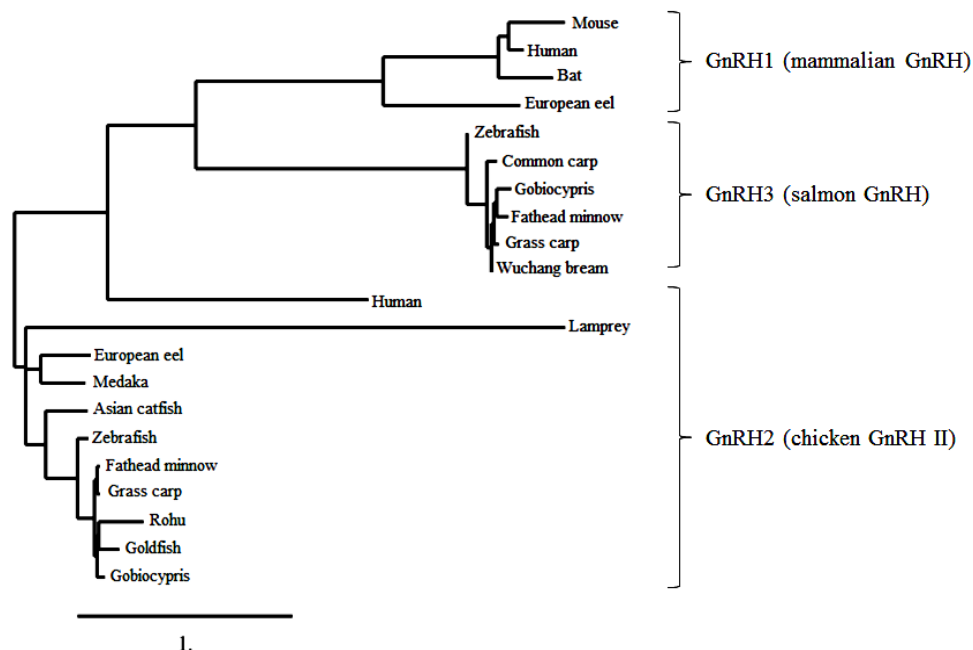 Mouse
Human
Bat
European eel
GnRH1 (mammalian GnRH)
Zebrafish
Common carp
Gobiocypris
Fathead minnow
Grass carp
Wuchang bream
GnRH3 (salmon GnRH)
Human
Lamprey
European eel
Medaka
Asian catfish
Zebrafish
Fathead minnow
Grass carp
Rohu
Goldfish
Gobiocypris
GnRH2 (chicken GnRH II)
1.